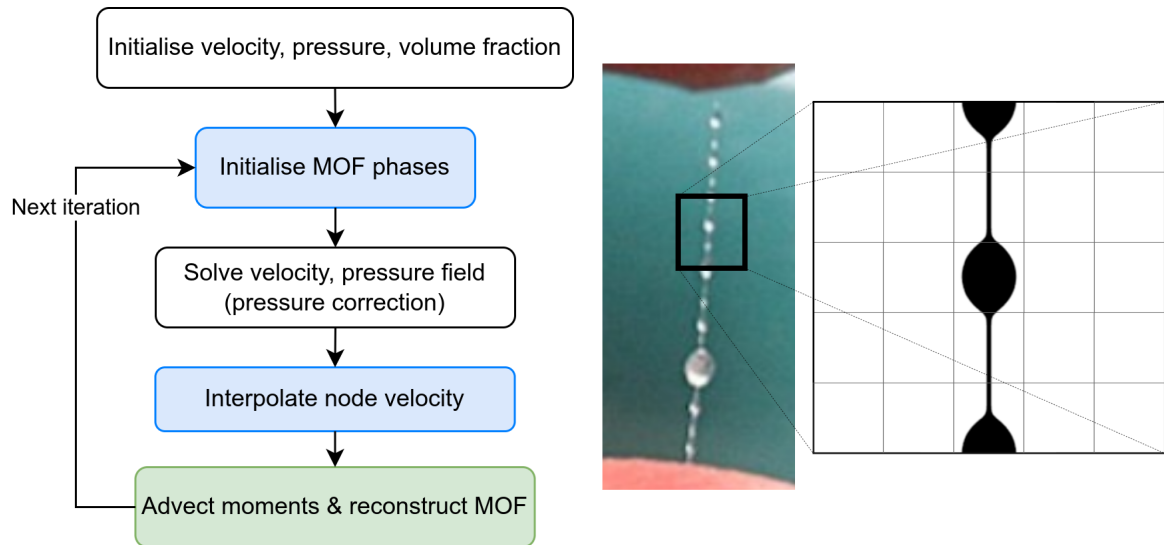 Initialise velocity, pressure, volume fraction
Initialise MOF phases
Next iteration
Solve velocity, pressure field
(pressure correction)
Interpolate node velocity
Advect moments & reconstruct MOF